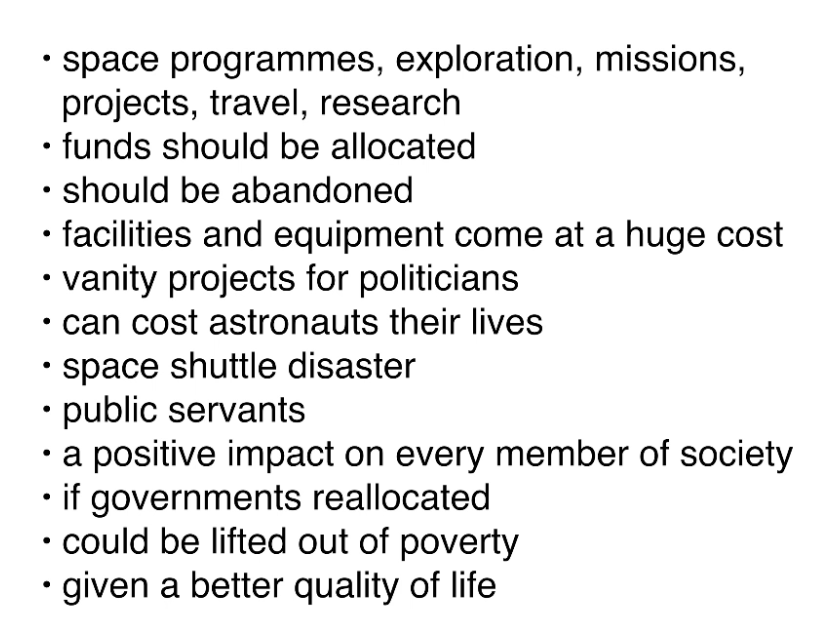 • space programmes, exploration, missions,
projects, travel, research
• funds should be allocated
• should be abandoned
• facilities and equipment come at a huge cost
• vanity projects for politicians
• can cost astronauts their lives
• space shuttle disaster
• public servants
• a positive impact on every member of society
• if governments reallocated
• could be lifted out of poverty
• given a better quality of life